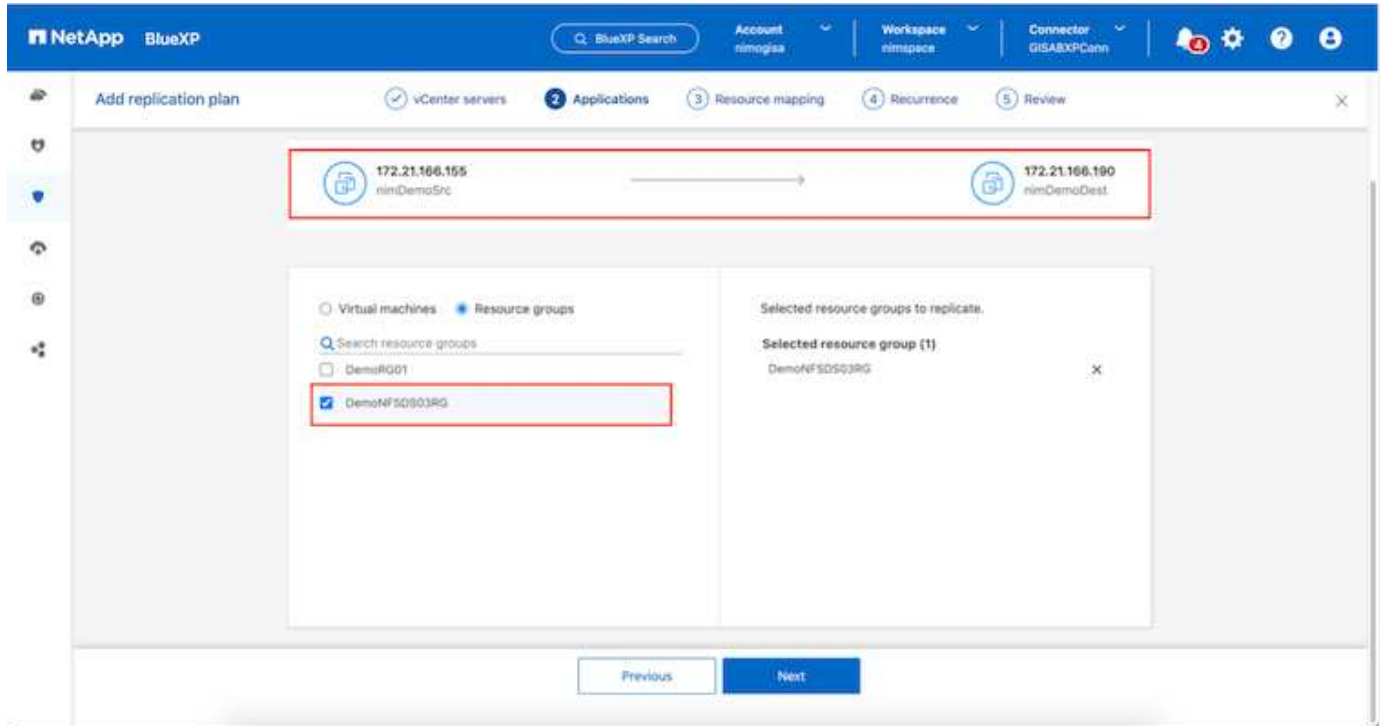 NetApp BlueXP
BlueXP Search
Account
nimogisa
Workspace
nimspace
Connector
GISABXPConn
4
Add replication plan
vCenter servers
2 Applications
3 Resource mapping
4 Recurrence
5 Review
172.21.166.155
nimDemoSrc
172.21.166.190
nimDemoDest
Virtual machines
Resource groups
Search resource groups
DemoRG01
DemoNFSDS03RG
Selected resource groups to replicate.
Selected resource group (1)
DemoNFSDS03RG
Previous
Next